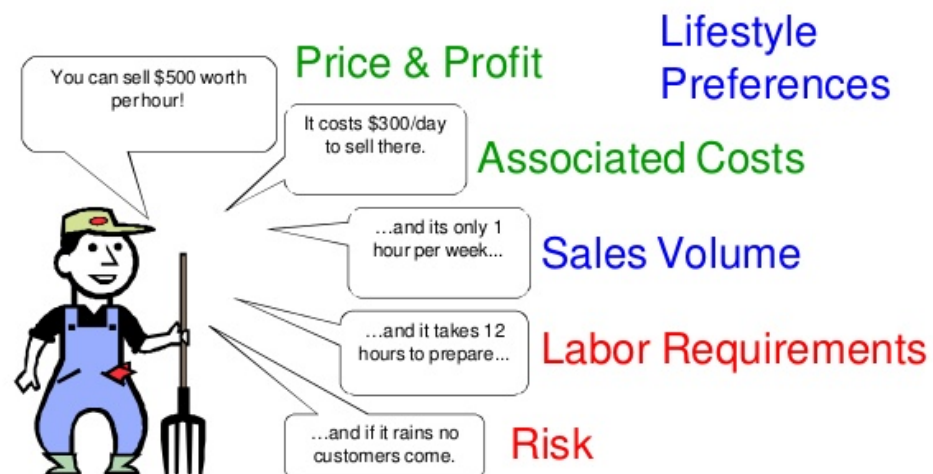 Lifestyle
Preferences
Price & Profit
You can sell $500 worth
per hour!
It costs $300/day
to sell there.
Associated Costs
...and its only 1
hour per week...
Sales Volume
...and it takes 12
hours to prepare...
Labor Requirements
...and if it rains no
customers come.
Risk